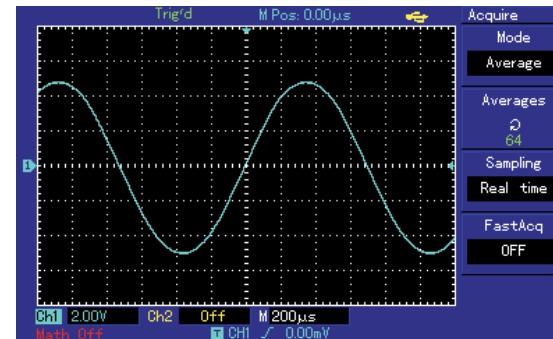 Trig'd M Pos: 0.00µs Acquire
Mode
Average
Averages
64
Sampling
Real time
FastAcq
OFF
1
Ch1 2.00V Ch2 Off M 200µs
Math Off T CH1 0.00mV